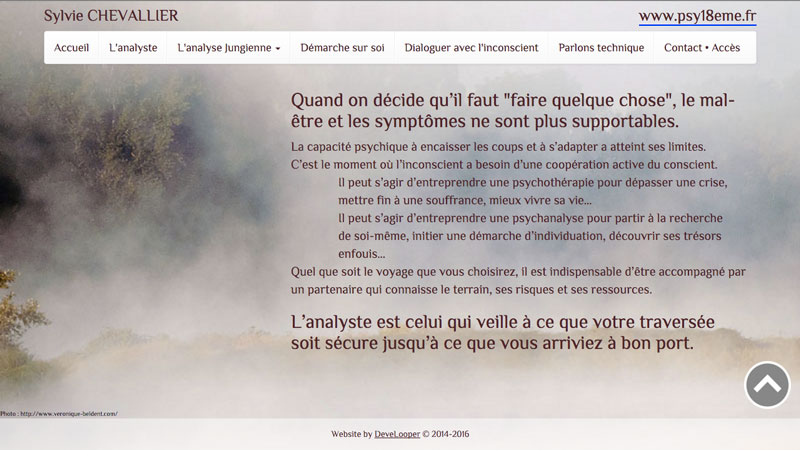 Sylvie CHEVALLIER
www.psy18eme.fr
Accueil
L'analyste
L'analyse Jungienne
Démarche sur soi
Dialoguer avec l'inconscient
Parlons technique
Contact • Accès
Quand on décide qu’il faut "faire quelque chose", le mal-
être et les symptômes ne sont plus supportables.
La capacité psychique à encaisser les coups et à s’adapter a atteint ses limites.
C’est le moment où l’inconscient a besoin d’une coopération active du conscient.
Il peut s’agir d’entreprendre une psychothérapie pour dépasser une crise,
mettre fin à une souffrance, mieux vivre sa vie...
Il peut s’agir d’entreprendre une psychanalyse pour partir à la recherche
de soi-même, initier une démarche d’individuation, découvrir ses trésors
enfouis...
Quel que soit le voyage que vous choisirez, il est indispensable d’être accompagné par
un partenaire qui connaisse le terrain, ses risques et ses ressources.
L’analyste est celui qui veille à ce que votre traversée
soit sécure jusqu’à ce que vous arriviez à bon port.
Photo : http://www.veronique-beldent.com/
Website by DeveLooper © 2014-2016